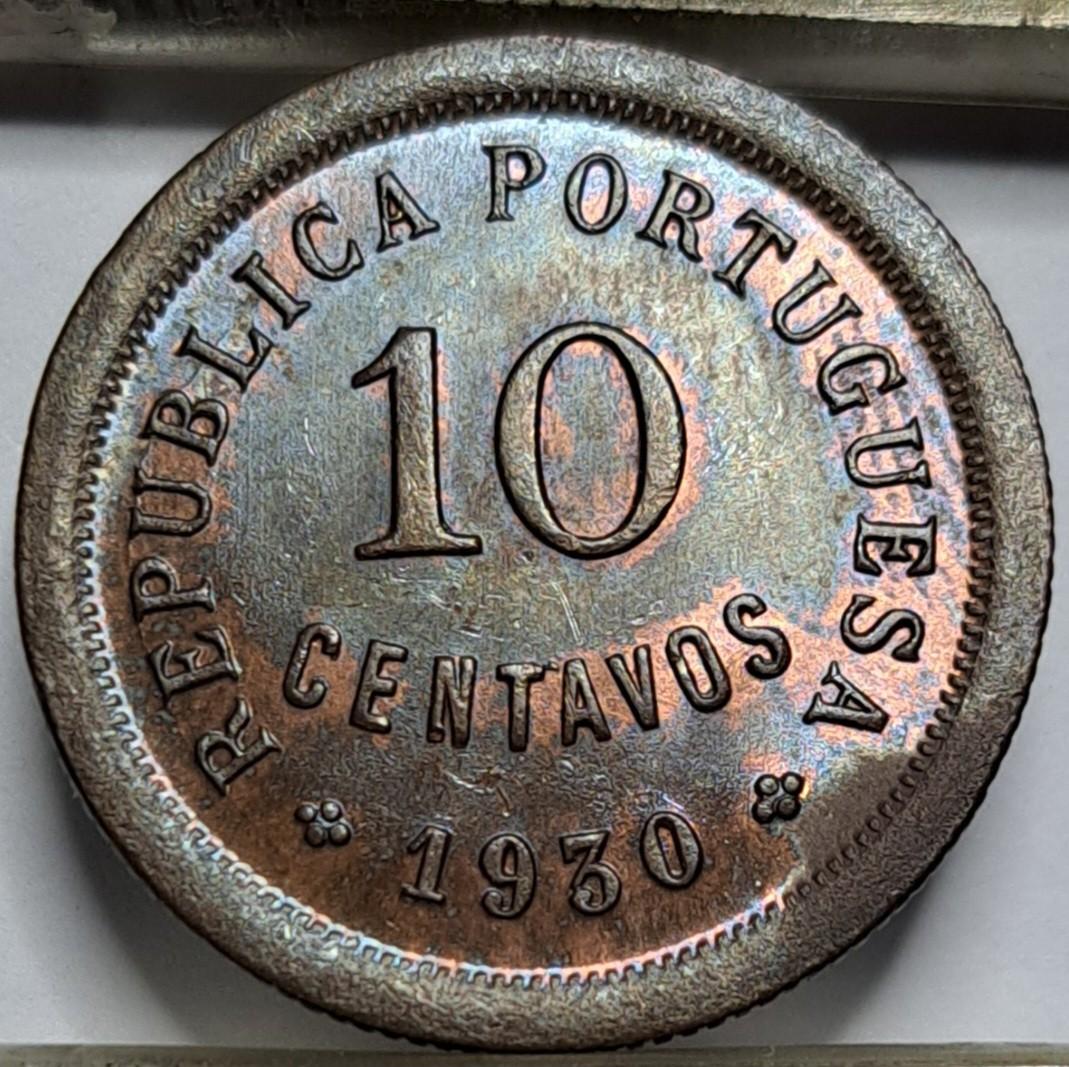 REPUBLICA PORTUGUESA
10
CENTAVOS
1930